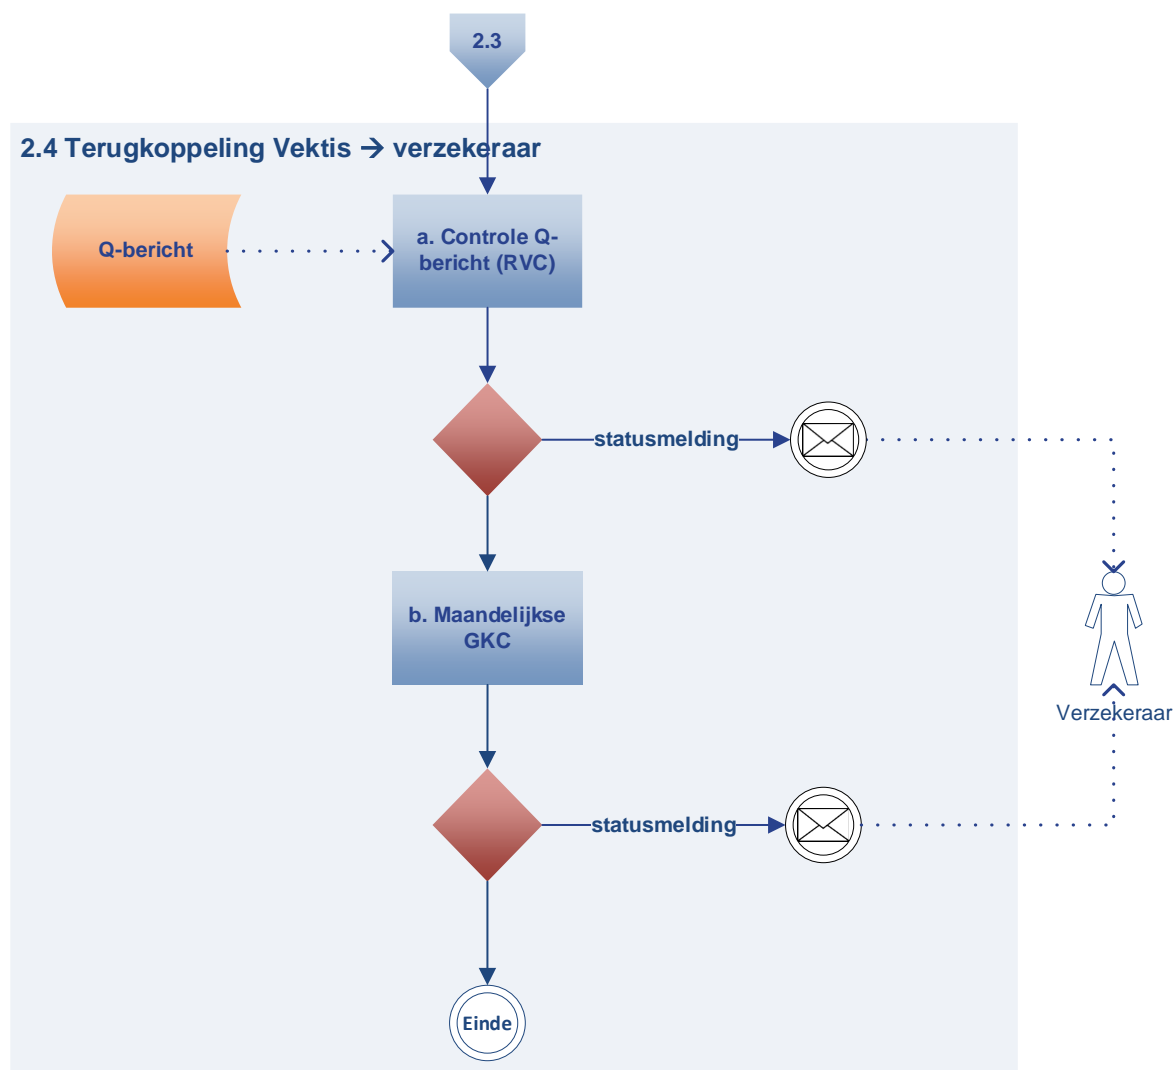 2.3
2.4 Terugkoppeling Vektis → verzekeraar
Q-bericht
a. Controle Q-
bericht (RVC)
statusmelding
b. Maandelijkse
GKC
Verzekeraar
statusmelding
Einde